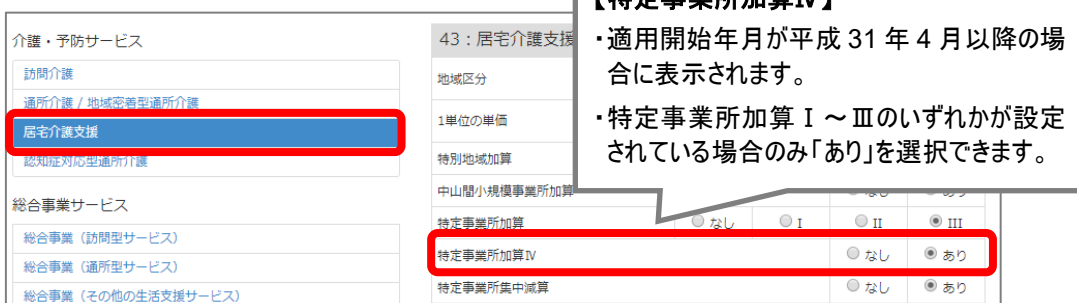 介護・予防サービス
訪問介護
通所介護 / 地域密着型通所介護
居宅介護支援
認知症対応型通所介護
総合事業サービス
総合事業（訪問型サービス）
総合事業（通所型サービス）
総合事業（その他の生活支援サービス）
43：居宅介護支援
地域区分
1単位の単価
特別地域加算
中山間小規模事業所加算 なし あり
特定事業所加算 なし I II III
特定事業所加算Ⅳ なし あり
特定事業所集中減算 なし あり
【特定事業所加算Ⅳ】
・適用開始年月が平成 31 年 4 月以降の場
合に表示されます。
・特定事業所加算 Ⅰ ～Ⅲのいずれかが設定
されている場合のみ「あり」を選択できます。